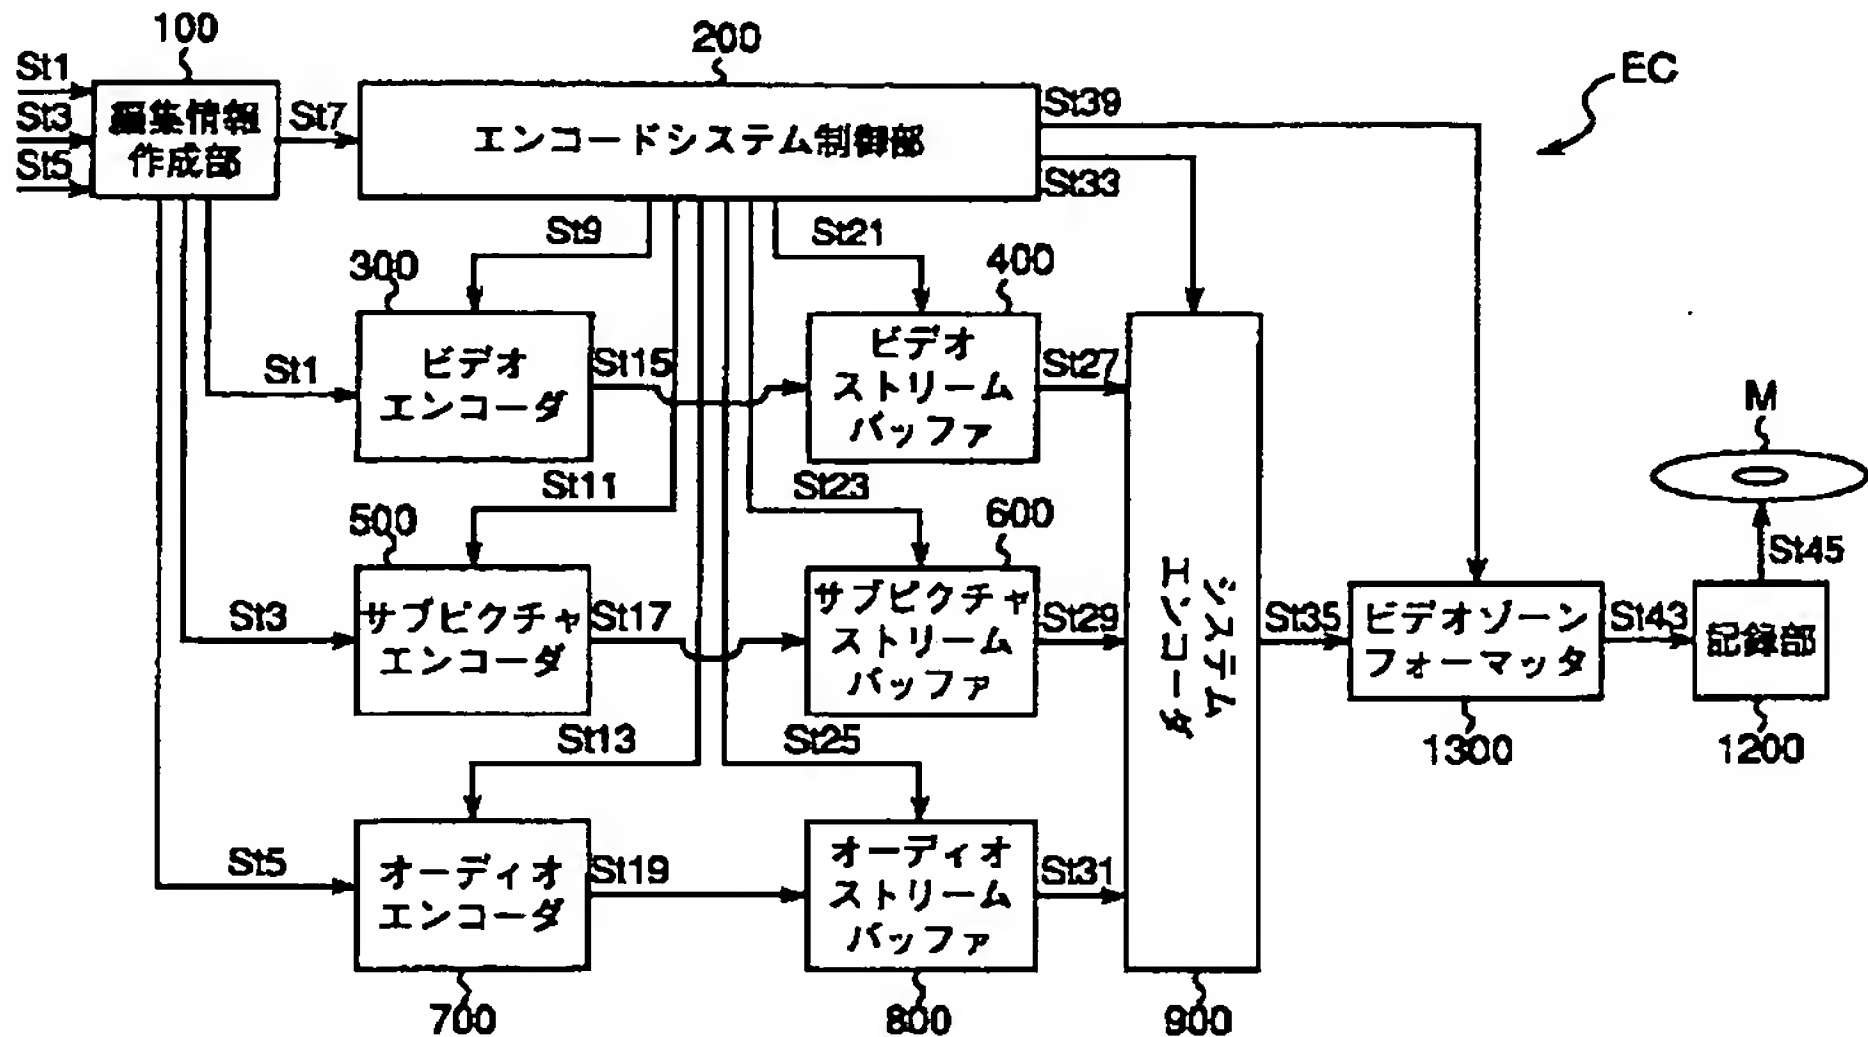 100
200
EC
St1
St3
St5
編集情報
作成部
St7
エンコードシステム制御部
St39
St33
St9
St21
300
400
St1
ビデオ
エンコーダ
St15
ビデオ
ストリーム
バッファ
St27
M
St11
St23
500
600
St45
St3
サブピクチャ
エンコーダ
St17
サブピクチャ
ストリーム
バッファ
St29
システム
エンコーダ
St35
ビデオゾーン
フォーマッタ
St43
記録部
1300
1200
St13
St25
St5
オーディオ
エンコーダ
St19
オーディオ
ストリーム
バッファ
St31
700
800
900